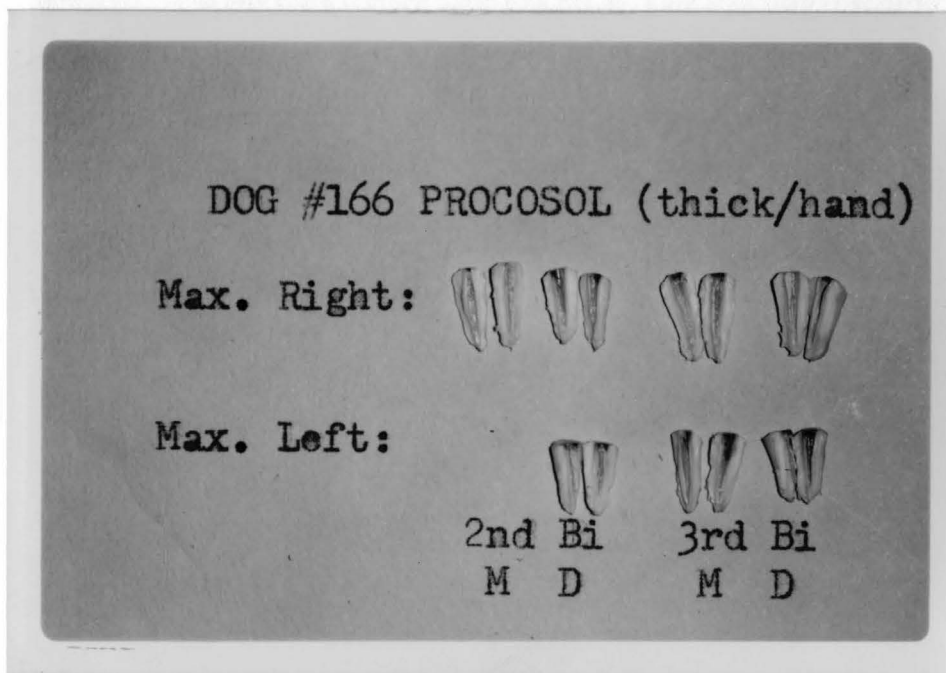 DOG #166 PROCOSOL (thick/hand)
Max. Right:
Max. Left:
2nd Bi 3rd Bi
M D M D